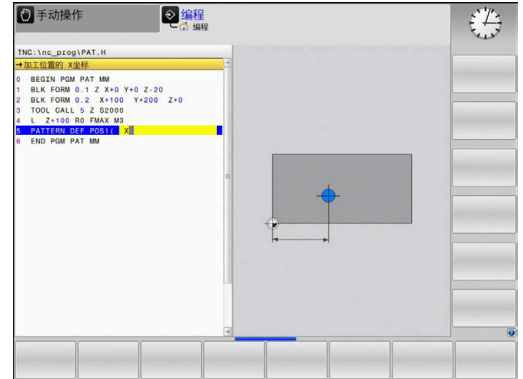 手动操作
编程
编程
TNC:\nc_prog\PAT.H
→加工位置的 X坐标
0 BEGIN PGM PAT MM
1 BLK FORM 0.1 Z X+0 Y+0 Z-20
2 BLK FORM 0.2 X+100 Y+200 Z+0
3 TOOL CALL 5 Z S2000
4 L Z+100 R0 FMAX M3
5 PATTERN DEF POS1( X
6 END PGM PAT MM